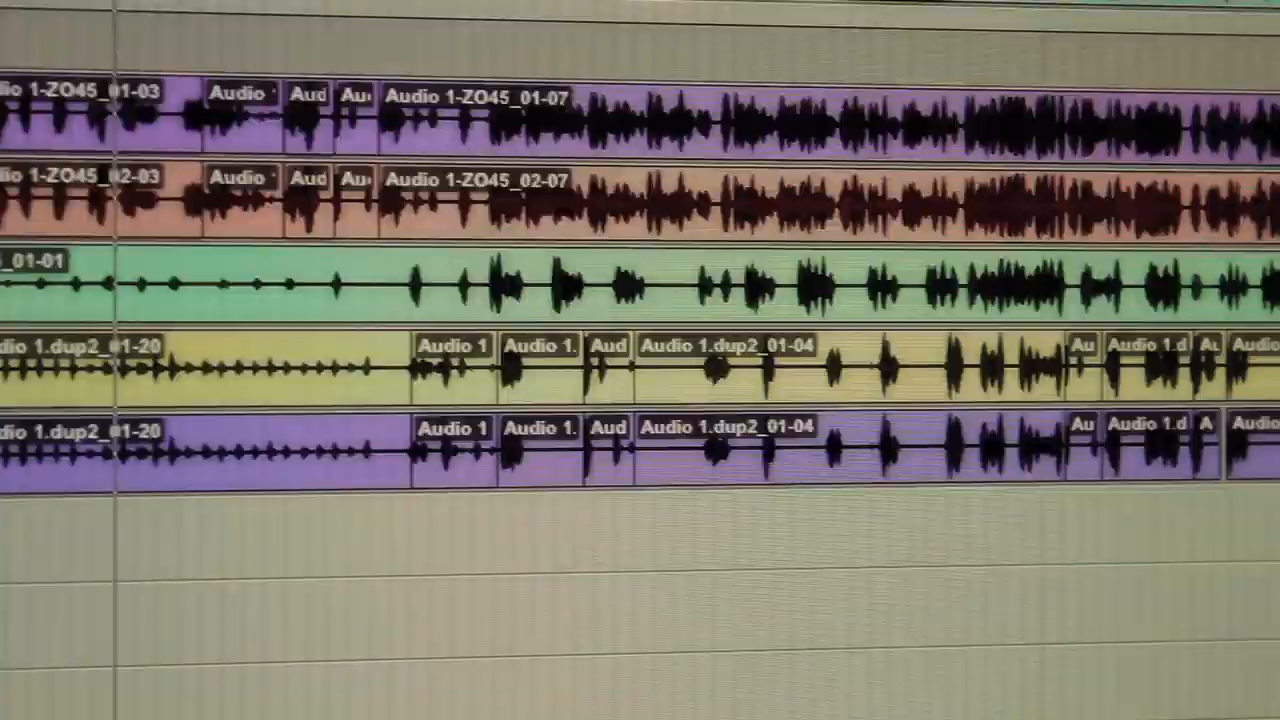 dio 1-ZO45_01-03 Audio Aud Au Audio 1-ZO45_01-07
dio 1-ZO45_02-03 Audio Aud Au Audio 1-ZO45_02-07
_01-01
dio 1.dup2_01-20 Audio 1 Audio 1. Aud Audio 1.dup2_01-04 Au Audio 1.d Au Audio
dio 1.dup2_01-20 Audio 1 Audio 1. Aud Audio 1.dup2_01-04 Au Audio 1.d A Audio